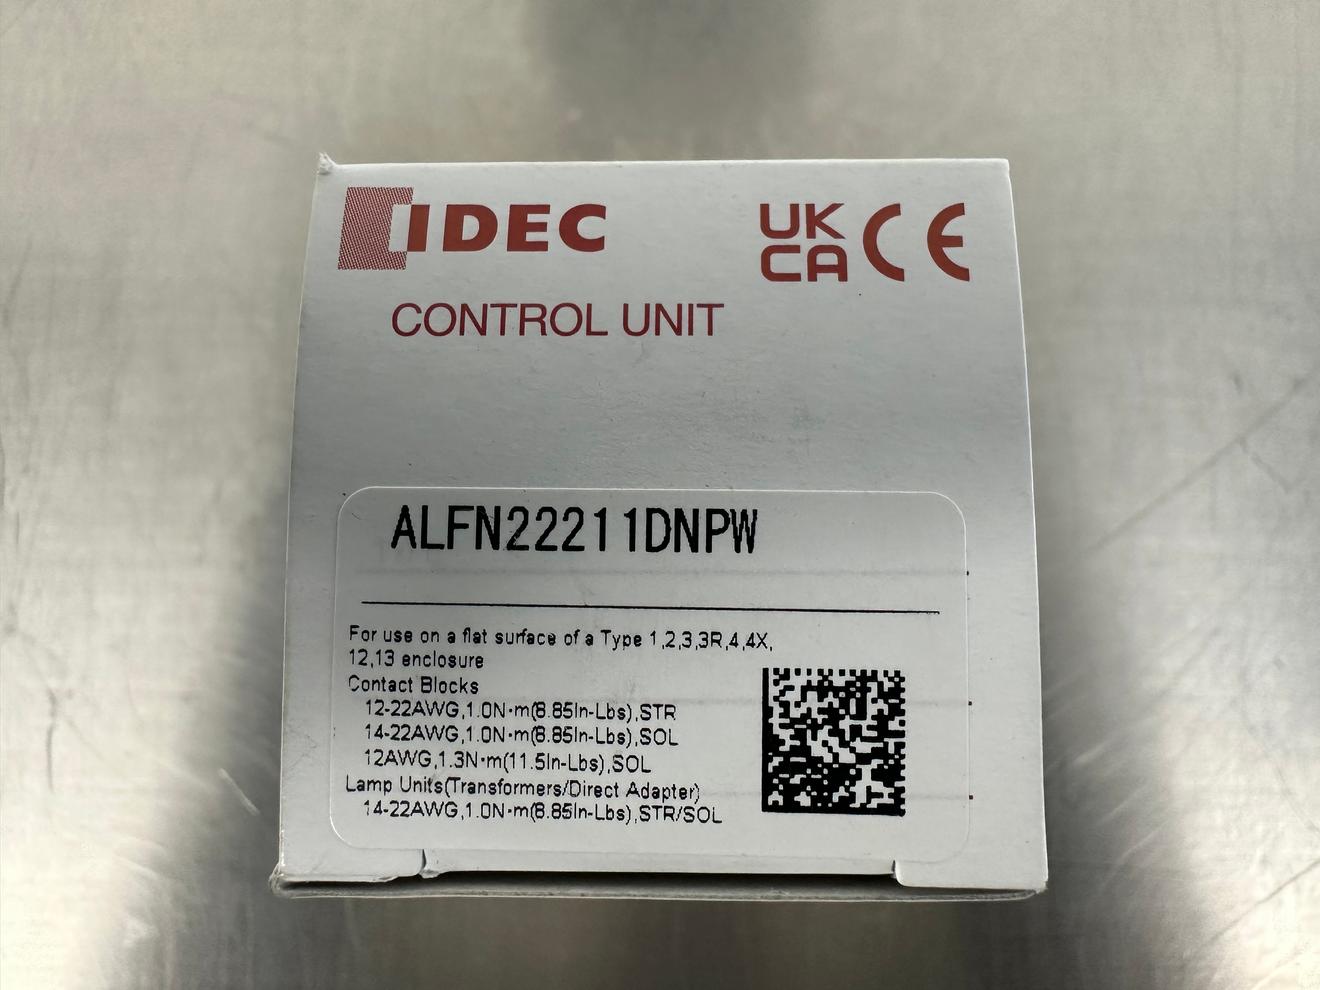 IDEC
UK
CA CE
CONTROL UNIT
ALFN22211DNPW
For use on a flat surface of a Type 1,2,3,3R,4,4X,
12,13 enclosure
Contact Blocks
12-22AWG,1.0N·m(8.85In-Lbs),STR
14-22AWG,1.0N·m(8.85In-Lbs),SOL
12AWG,1.3N·m(11.5In-Lbs),SOL
Lamp Units(Transformers/Direct Adapter)
14-22AWG,1.0N·m(8.85In-Lbs),STR/SOL